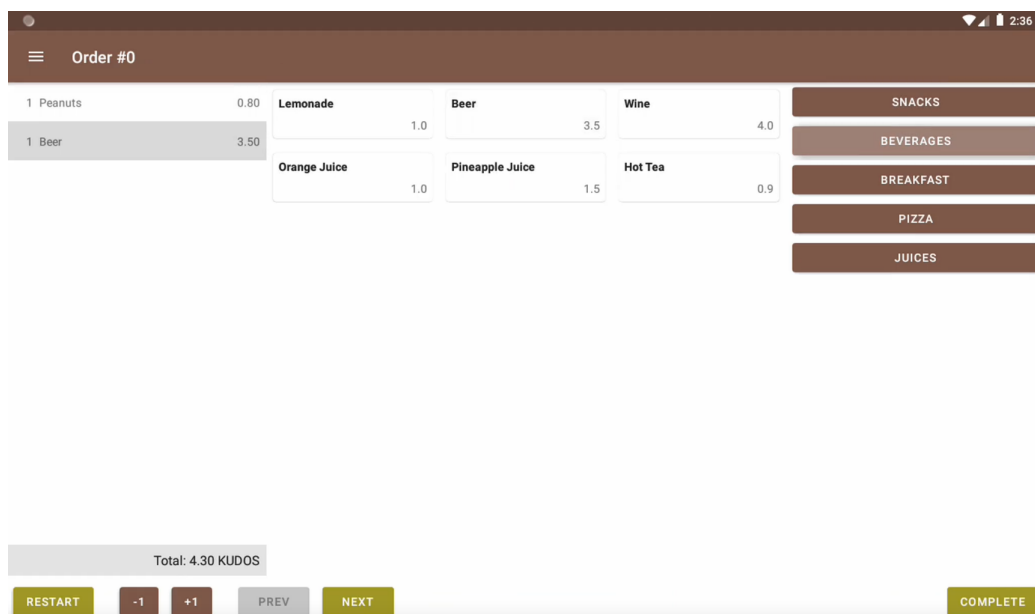 2:36
Order #0
1 Peanuts 0.80
1 Beer 3.50
Total: 4.30 KUDOS
Lemonade
1.0
Beer
3.5
Wine
4.0
Orange Juice
1.0
Pineapple Juice
1.5
Hot Tea
0.9
SNACKS
BEVERAGES
BREAKFAST
PIZZA
JUICES
RESTART
-1
+1
PREV
NEXT
COMPLETE